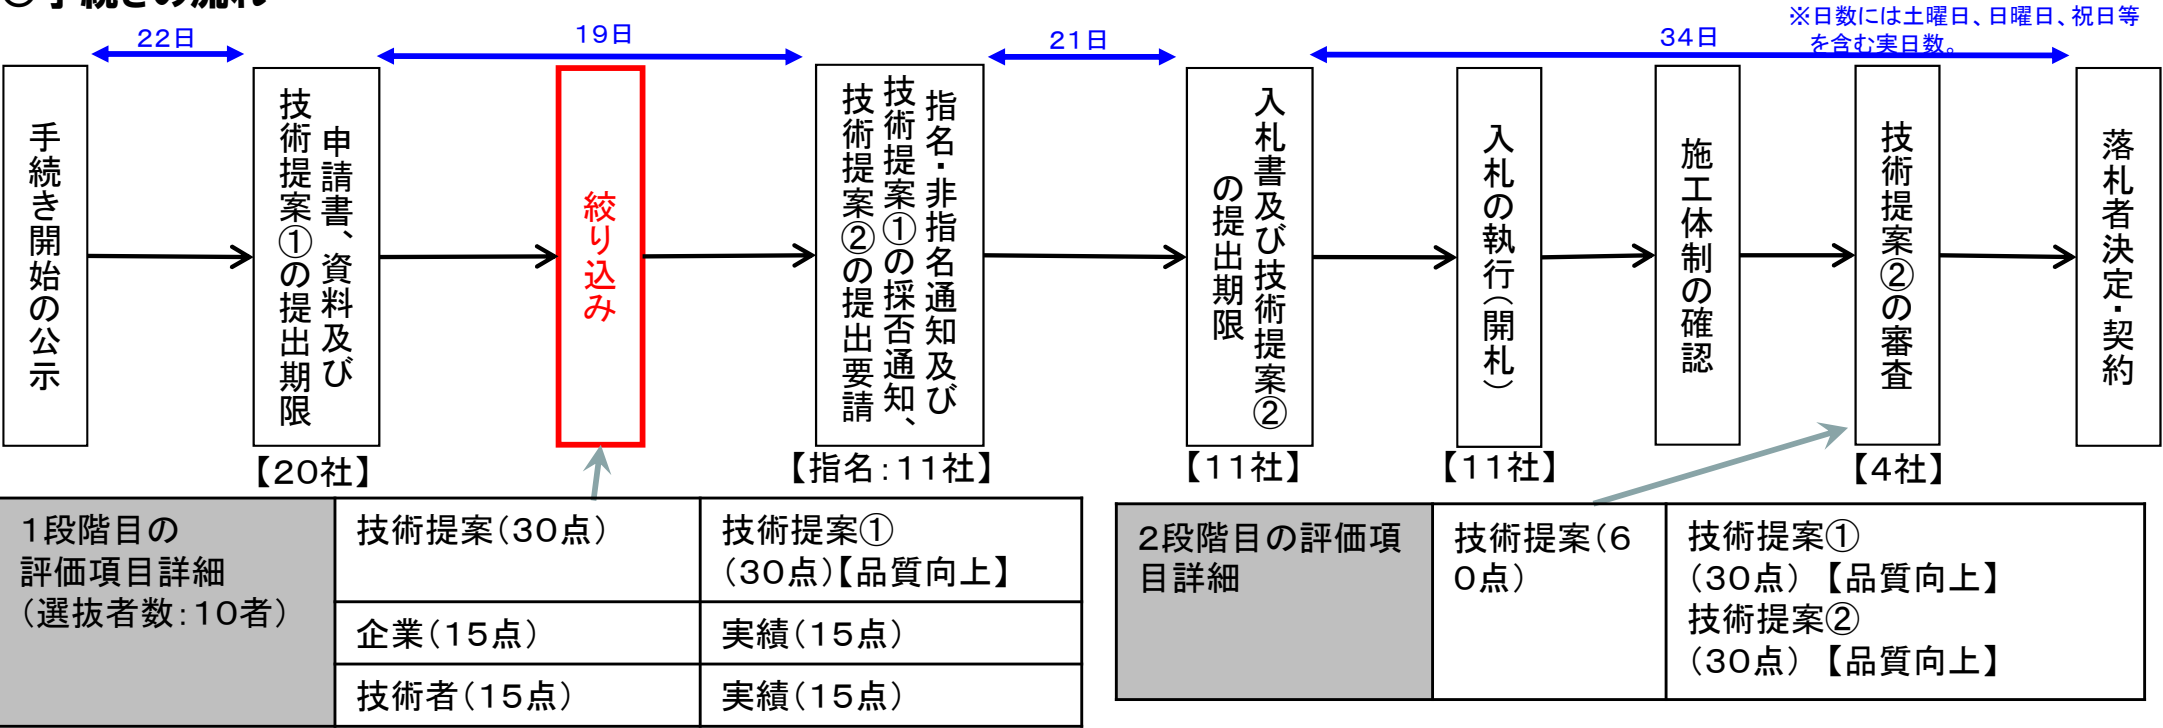 ○手続きの流れ
※日数には土曜日、日曜日、祝日等
を含む実日数。
22日
19日
21日
34日
手続き開始の公示
申請書、資料及び
技術提案①の提出期限
絞り込み
指名・非指名通知及び
技術提案①の採否通知、
技術提案②の提出要請
入札書及び技術提案②
の提出期限
入札の執行(開札)
施工体制の確認
技術提案②の審査
落札者決定・契約
【20社】
【指名:11社】
【11社】
【11社】
【4社】
1段階目の
評価項目詳細
(選抜者数:10者)
技術提案(30点)
技術提案①
(30点)【品質向上】
企業(15点)
実績(15点)
技術者(15点)
実績(15点)
2段階目の評価項
目詳細
技術提案(6
0点)
技術提案①
(30点)【品質向上】
技術提案②
(30点)【品質向上】